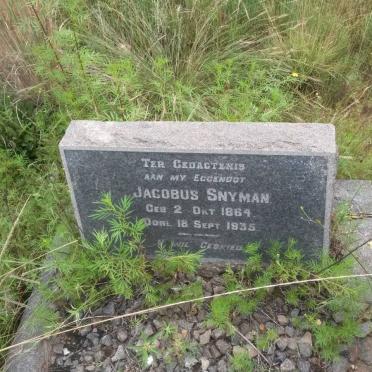 TER GEDAGTENIS
AAN MY EGGENOOT
JACOBUS SNYMAN
GEB 2 OKT 1864
OORL 18 SEPT 1935